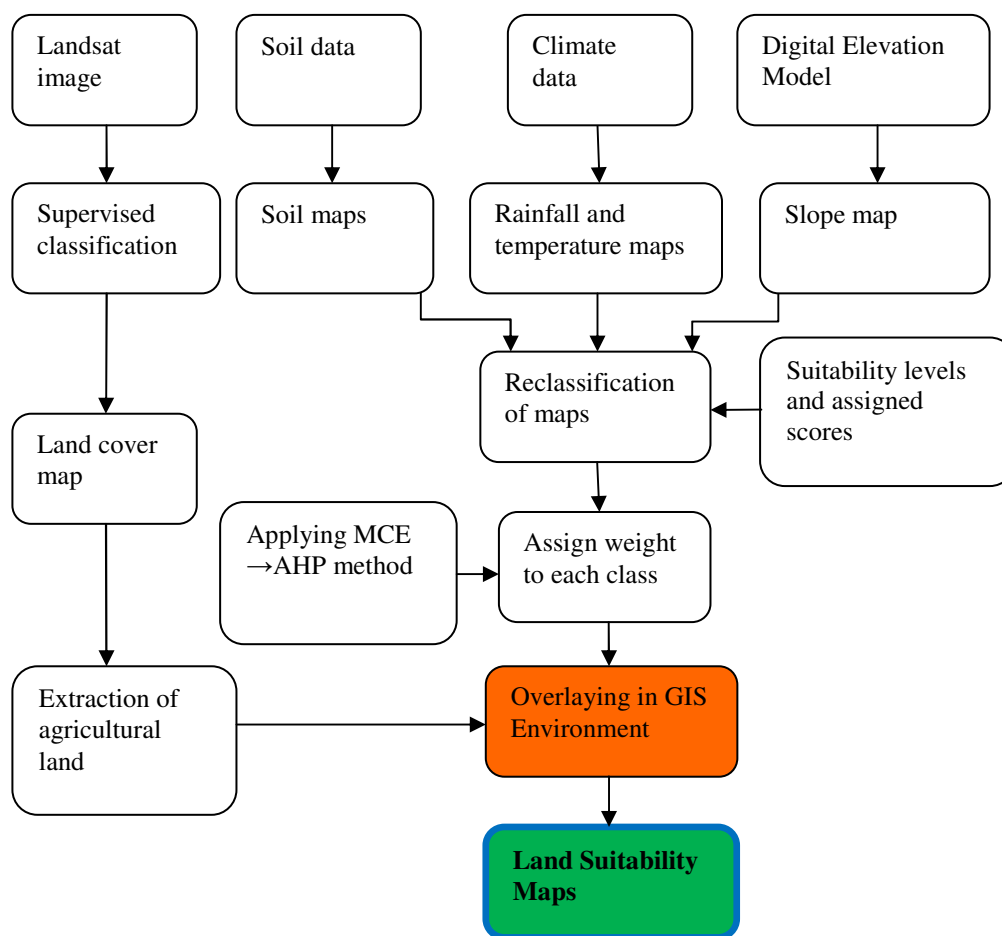 Landsat
image
Soil data
Climate
data
Digital Elevation
Model
Supervised
classification
Soil maps
Rainfall and
temperature maps
Slope map
Reclassification
of maps
Suitability levels
and assigned
scores
Land cover
map
Applying MCE
→AHP method
Assign weight
to each class
Extraction of
agricultural
land
Overlaying in GIS
Environment
Land Suitability
Maps